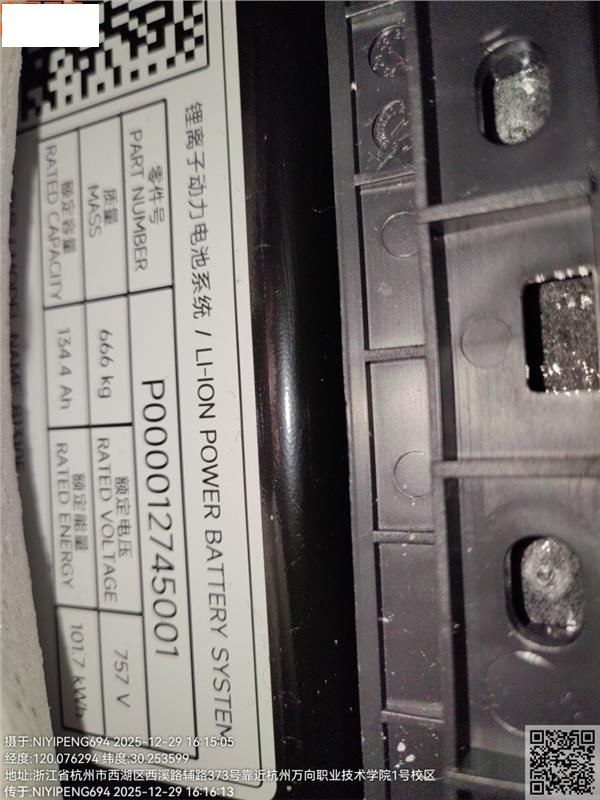 锂离子动力电池系统 / LI-ION POWER BATTERY SYSTEM
零件号
PART NUMBER
P000012745001
质量
MASS
666 kg
额定电压
RATED VOLTAGE
757 V
额定容量
RATED CAPACITY
134.4 Ah
额定能量
RATED ENERGY
101.7 kWh
摄于:NIYIPENG694 2025-12-29 16:15:05
经度:120.076294 纬度:30.253599
地址:浙江省杭州市西湖区西溪路辅路373号靠近杭州万向职业技术学院1号校区
传于:NIYIPENG694 2025-12-29 16:16:13